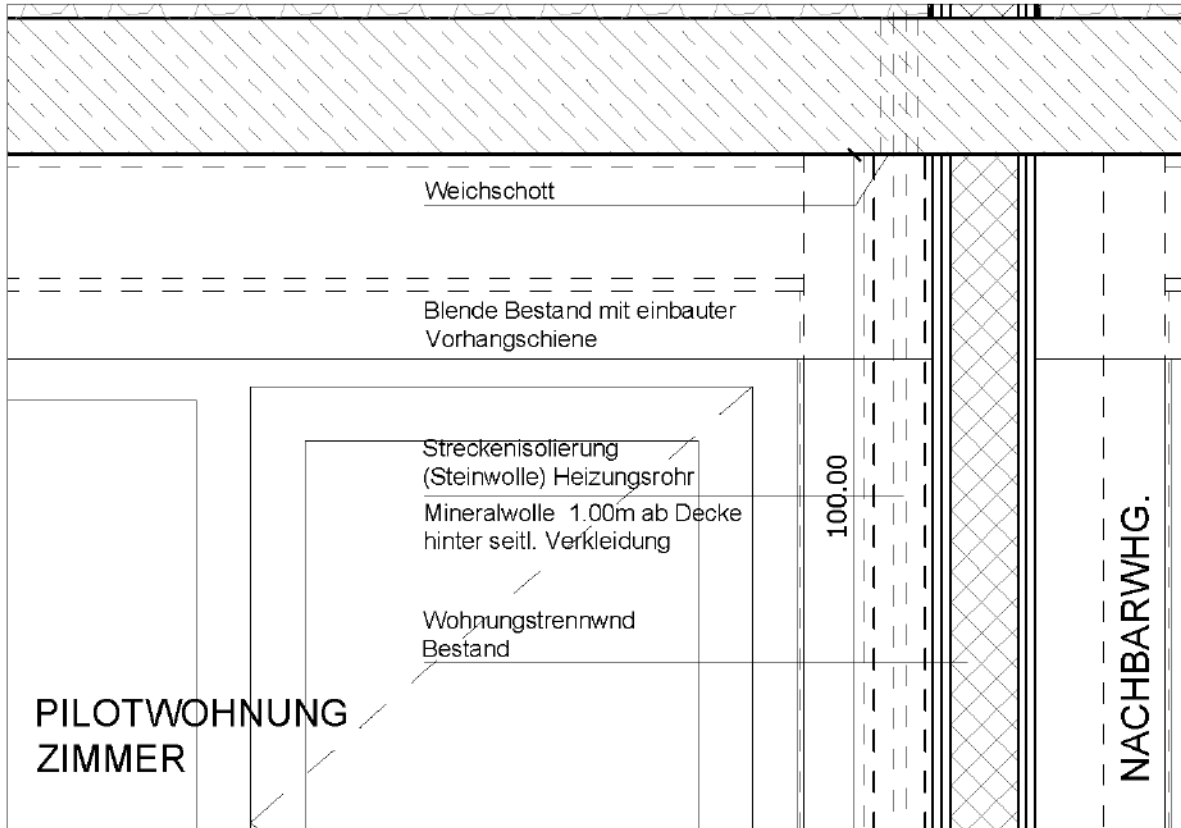 Weichschott
Blende Bestand mit einbauter
Vorhangschiene
Streckenisolierung
(Steinwolle) Heizungsrohr
Mineralwolle 1.00m ab Decke
hinter seitl. Verkleidung
100.00
Wohnungstrennwnd
Bestand
PILOTWOHNUNG
ZIMMER
NACHBARWHG.